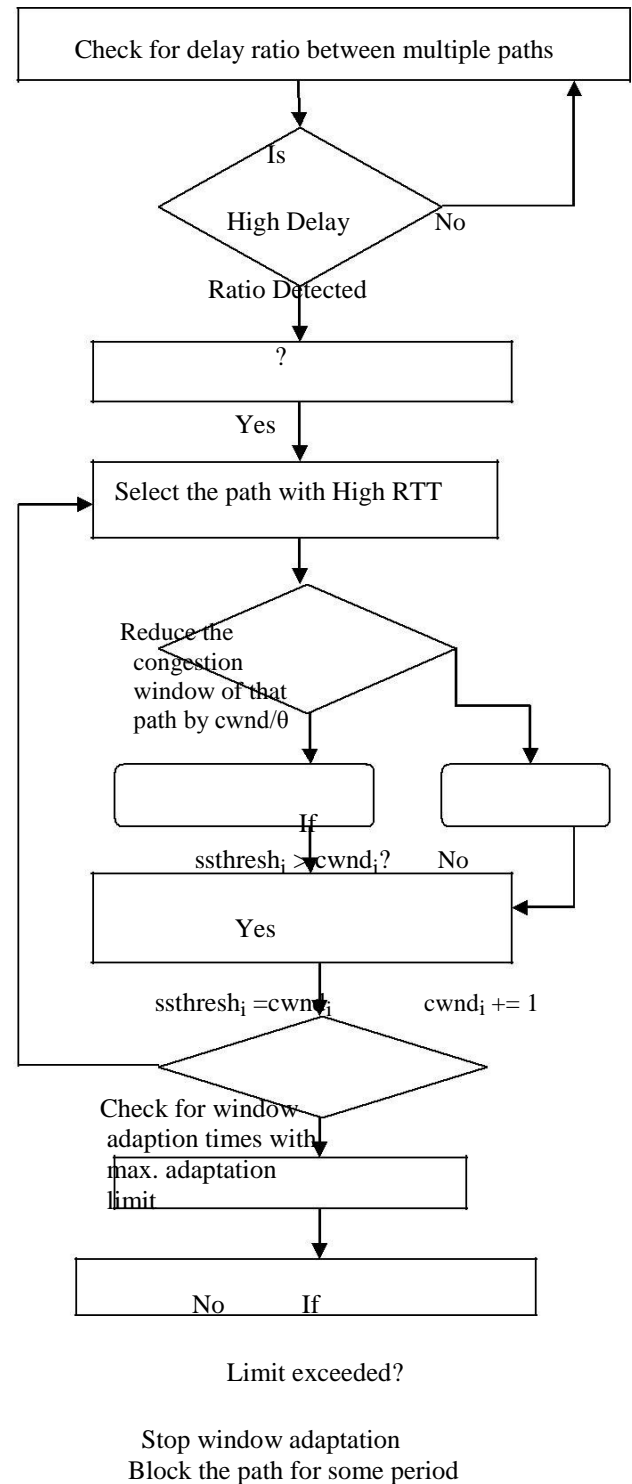 Check for delay ratio between multiple paths
Is
High Delay No
Ratio Detected
?
Yes
Select the path with High RTT
Reduce the
congestion
window of that
path by cwnd/θ
If
ssthreshi > cwndi? No
Yes
ssthreshi =cwndi cwndi += 1
Check for window
adaption times with
max. adaptation
limit
No If
Limit exceeded?
Stop window adaptation
Block the path for some period